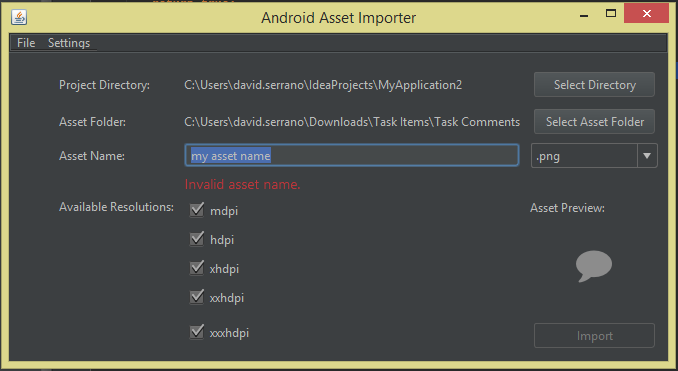 Android Asset Importer
File Settings
Project Directory: C:\Users\david.serrano\IdeaProjects\MyApplication2 Select Directory
Asset Folder: C:\Users\david.serrano\Downloads\Task Items\Task Comments Select Asset Folder
Asset Name: my asset name .png
Invalid asset name.
Available Resolutions: mdpi Asset Preview:
hdpi
xhdpi
xxhdpi
xxxhdpi Import